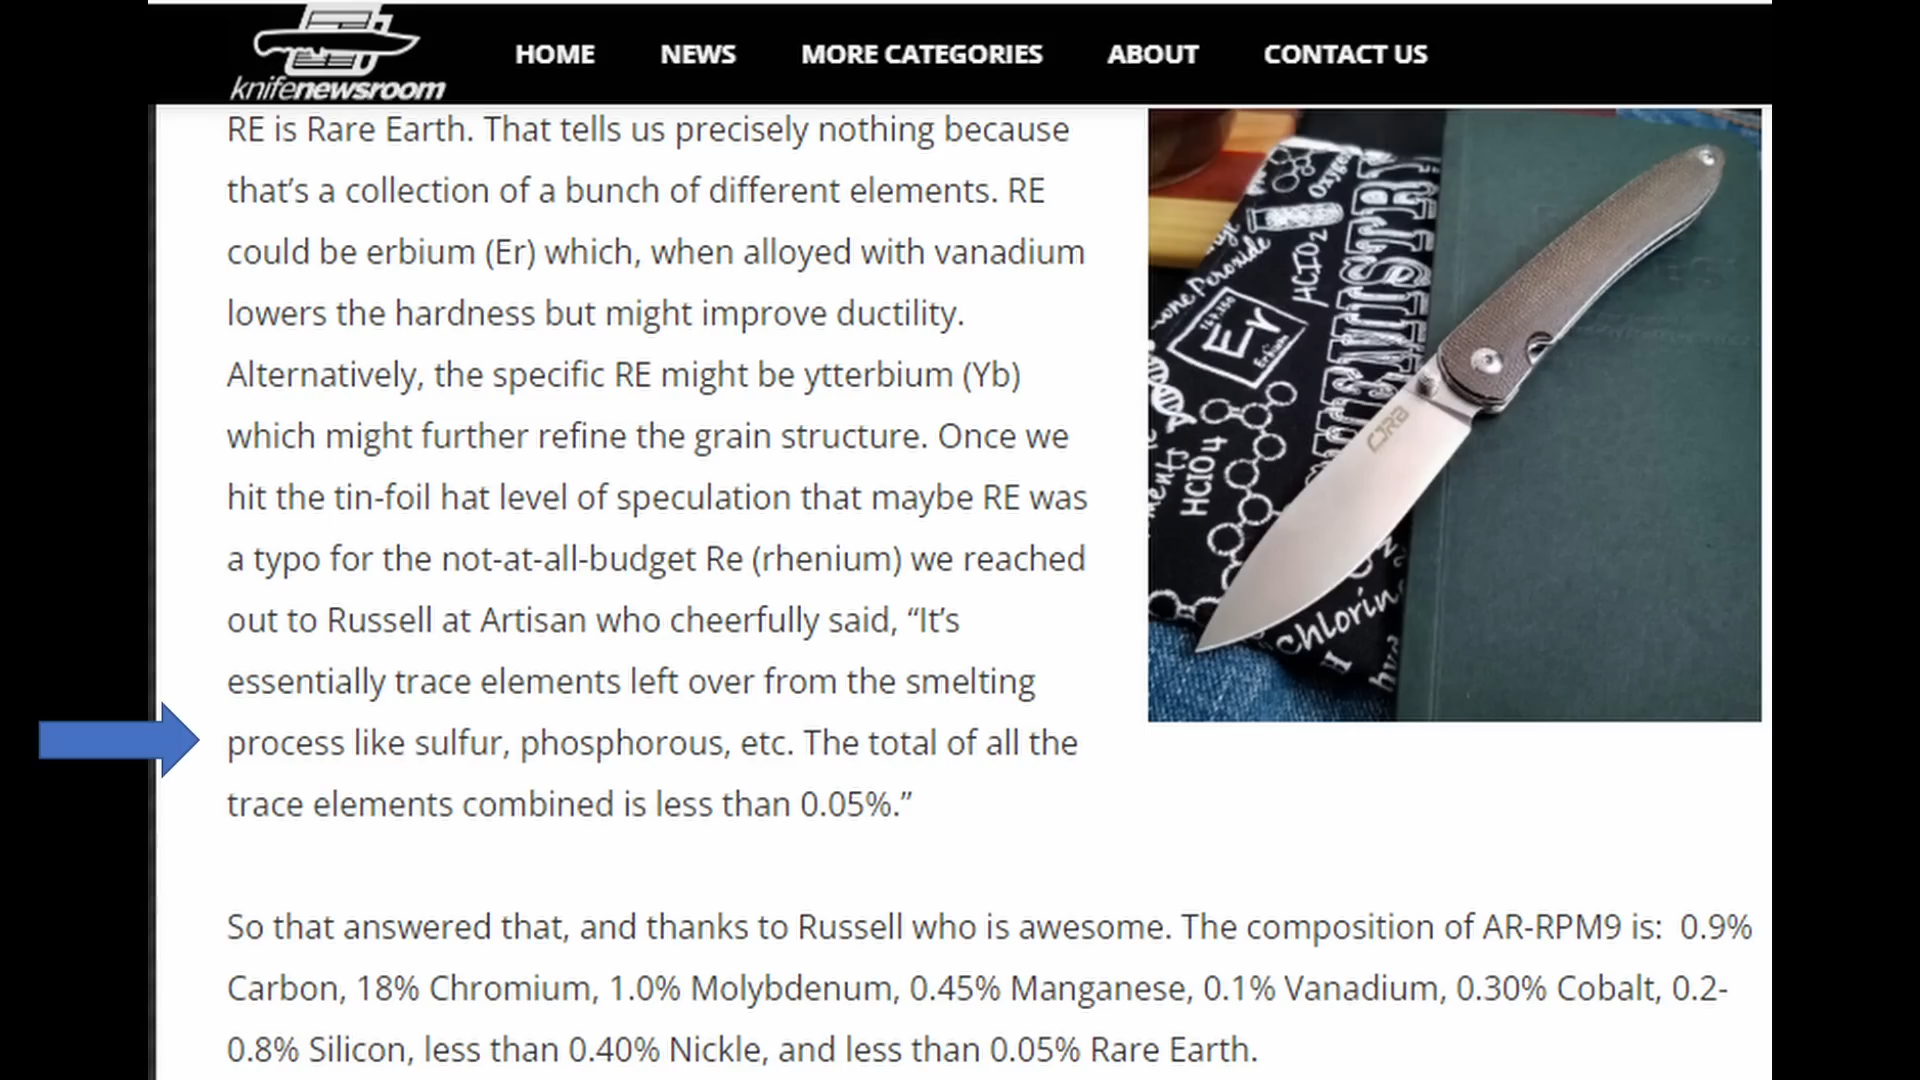 knifenewsroom
HOME NEWS MORE CATEGORIES ABOUT CONTACT US
RE is Rare Earth. That tells us precisely nothing because
that’s a collection of a bunch of different elements. RE
could be erbium (Er) which, when alloyed with vanadium
lowers the hardness but might improve ductility.
Alternatively, the specific RE might be ytterbium (Yb)
which might further refine the grain structure. Once we
hit the tin-foil hat level of speculation that maybe RE was
a typo for the not-at-all-budget Re (rhenium) we reached
out to Russell at Artisan who cheerfully said, “It’s
essentially trace elements left over from the smelting
process like sulfur, phosphorous, etc. The total of all the
trace elements combined is less than 0.05%.”
Oxygen
Peroxide
HClO2
CHEMISTRY
Er
Erbium
HClO4
CJRB
Chlorin
So that answered that, and thanks to Russell who is awesome. The composition of AR-RPM9 is:  0.9%
Carbon, 18% Chromium, 1.0% Molybdenum, 0.45% Manganese, 0.1% Vanadium, 0.30% Cobalt, 0.2-
0.8% Silicon, less than 0.40% Nickle, and less than 0.05% Rare Earth.